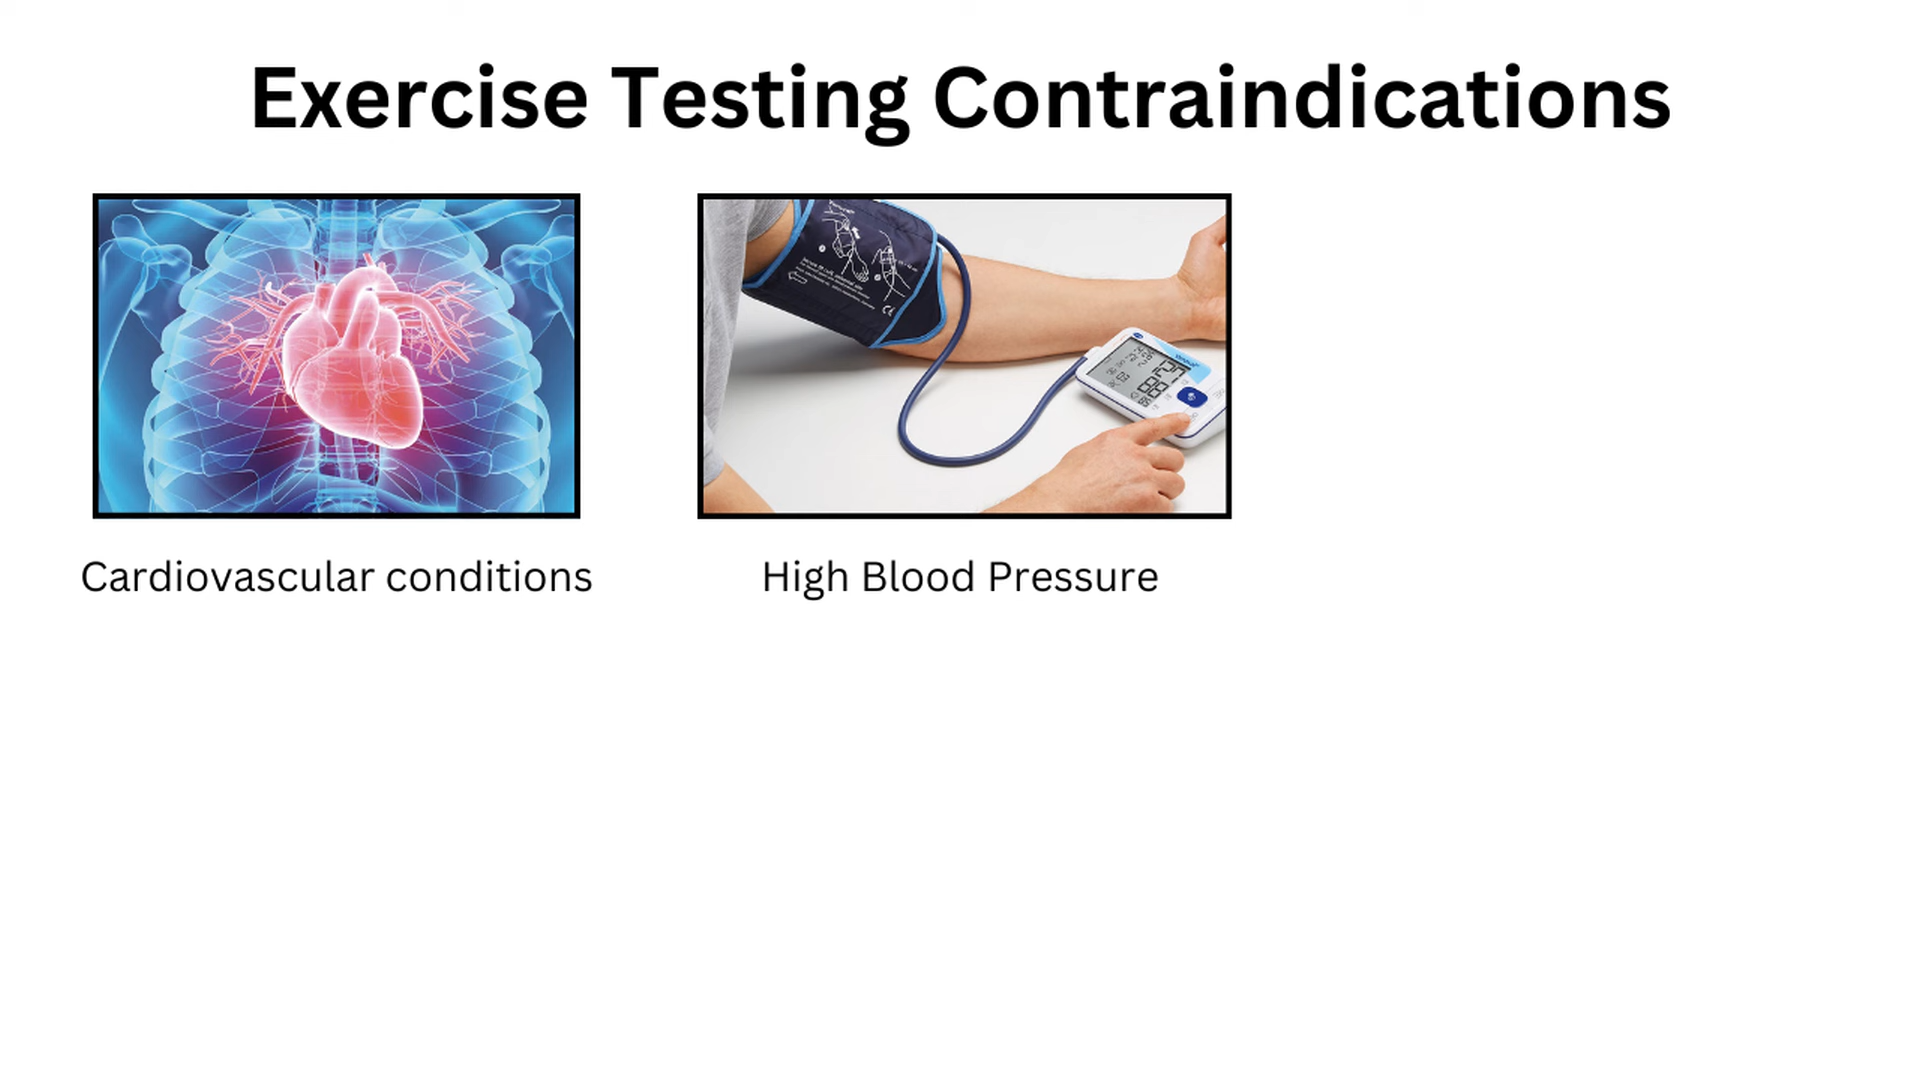 Exercise Testing Contraindications
Cardiovascular conditions
High Blood Pressure